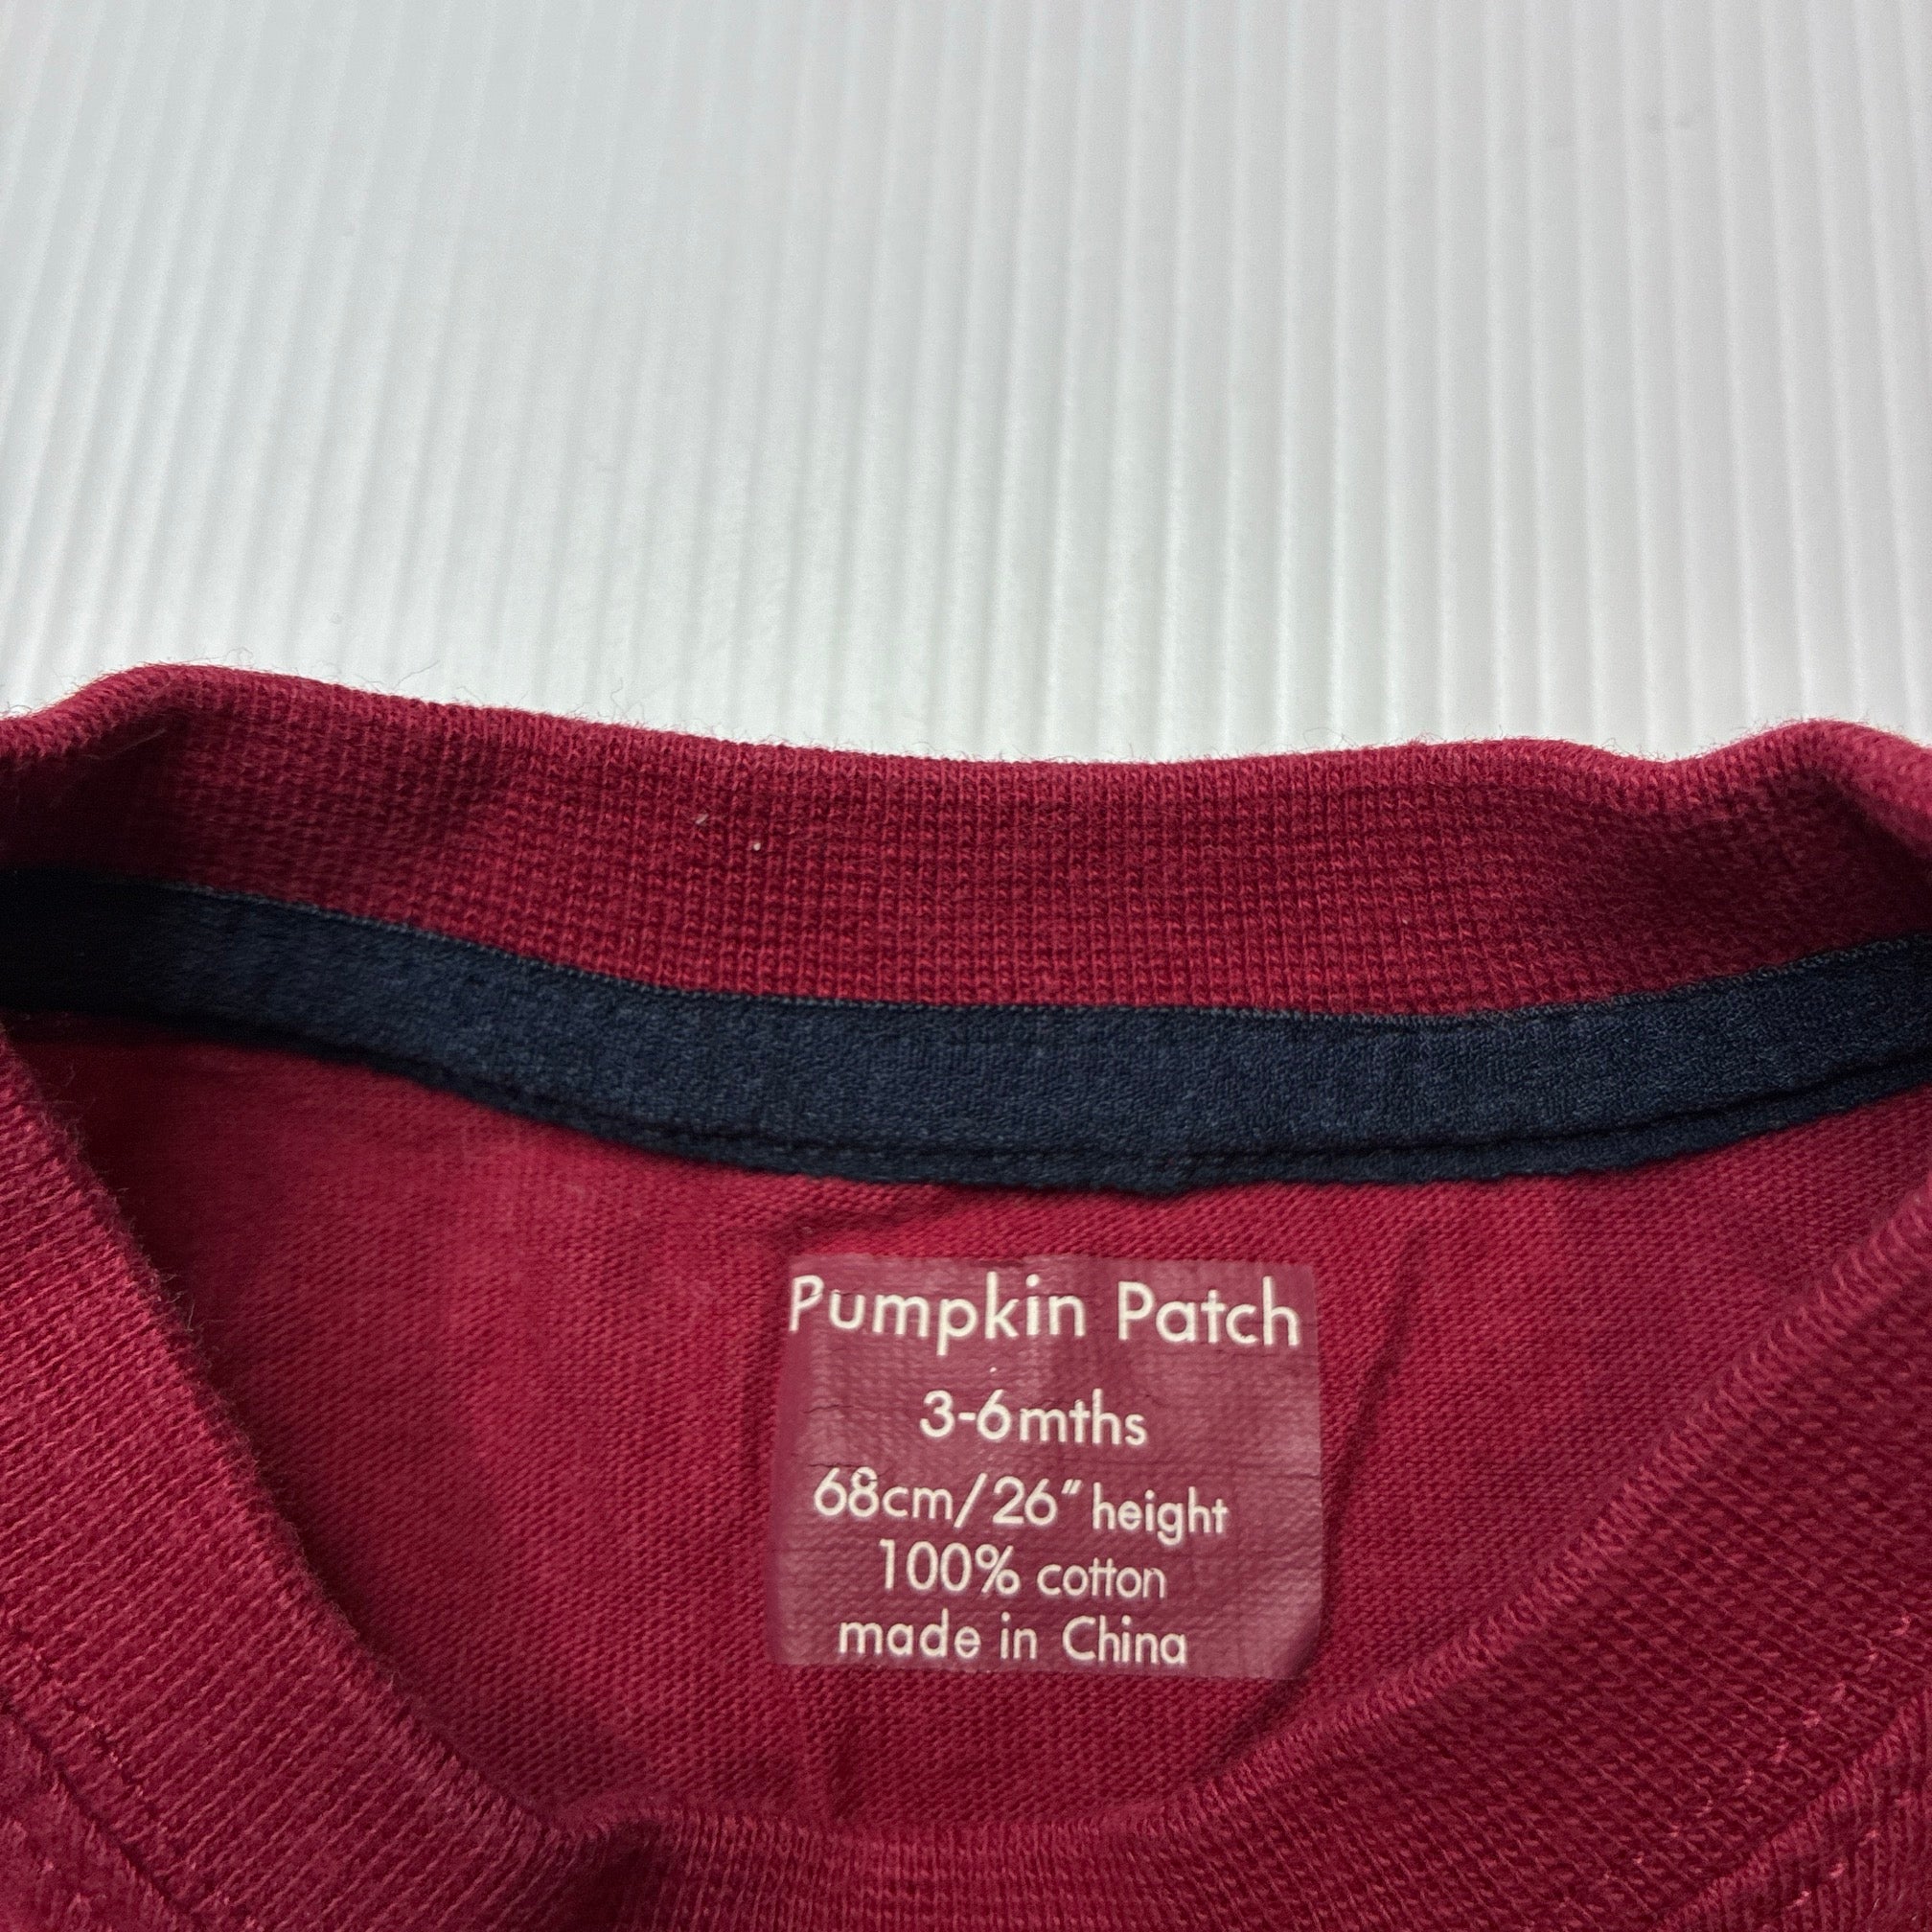 Pumpkin Patch
3-6mths
68cm/26" height
100% cotton
made in China